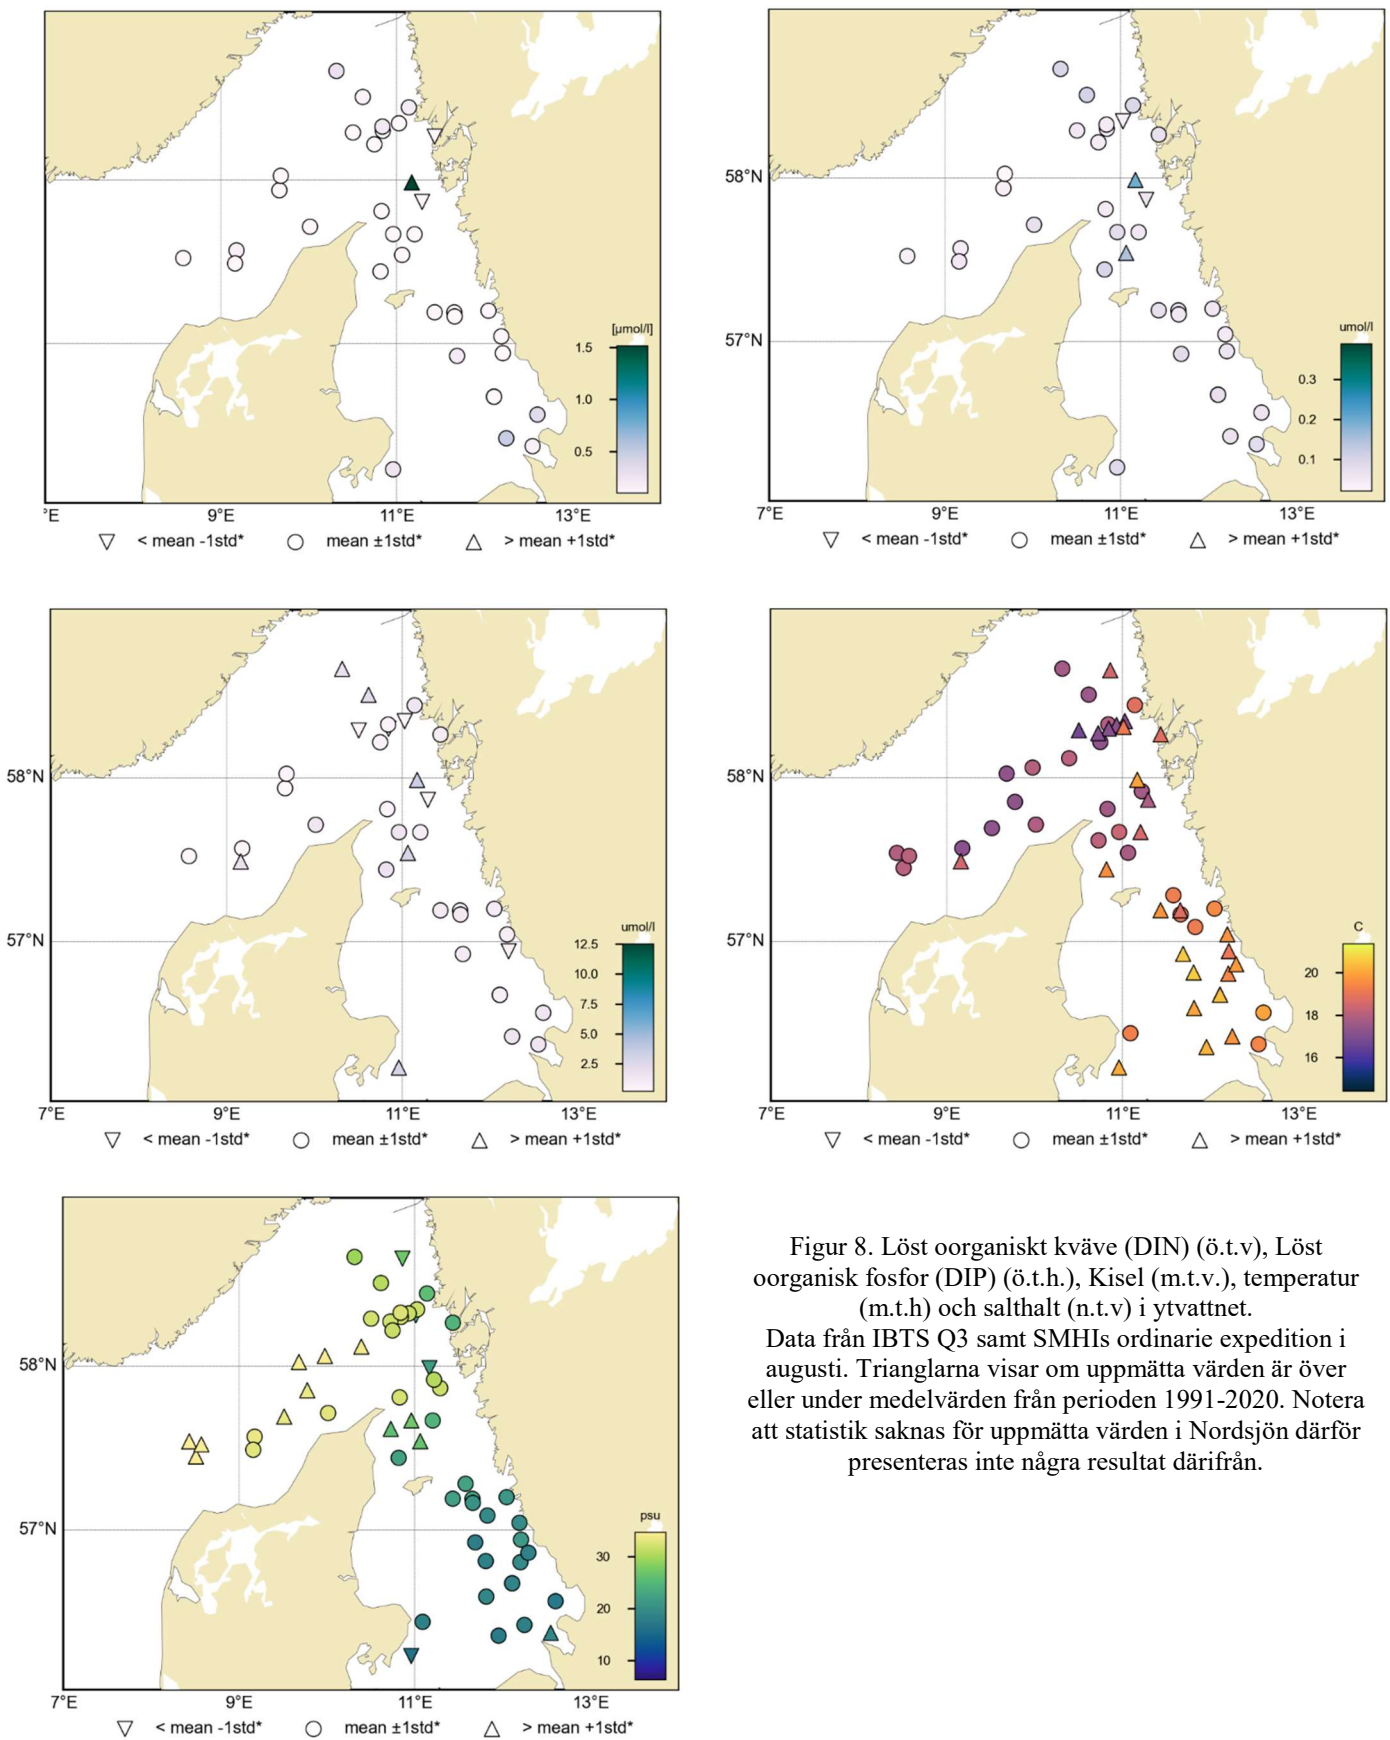 [µmol/l]
1.5
1.0
0.5
°E
9°E
11°E
13°E
< mean -1std*
mean ±1std*
> mean +1std*
58°N
57°N
umol/l
0.3
0.2
0.1
7°E
9°E
11°E
13°E
< mean -1std*
mean ±1std*
> mean +1std*
58°N
57°N
umol/l
12.5
10.0
7.5
5.0
2.5
7°E
9°E
11°E
13°E
< mean -1std*
mean ±1std*
> mean +1std*
58°N
57°N
C
20
18
16
7°E
9°E
11°E
13°E
< mean -1std*
mean ±1std*
> mean +1std*
58°N
57°N
psu
30
20
10
7°E
9°E
11°E
13°E
< mean -1std*
mean ±1std*
> mean +1std*
Figur 8. Löst oorganiskt kväve (DIN) (ö.t.v), Löst
oorganisk fosfor (DIP) (ö.t.h.), Kisel (m.t.v.), temperatur
(m.t.h) och salthalt (n.t.v) i ytvattnet.
Data från IBTS Q3 samt SMHIs ordinarie expedition i
augusti. Trianglarna visar om uppmätta värden är över
eller under medelvärden från perioden 1991-2020. Notera
att statistik saknas för uppmätta värden i Nordsjön därför
presenteras inte några resultat därifrån.